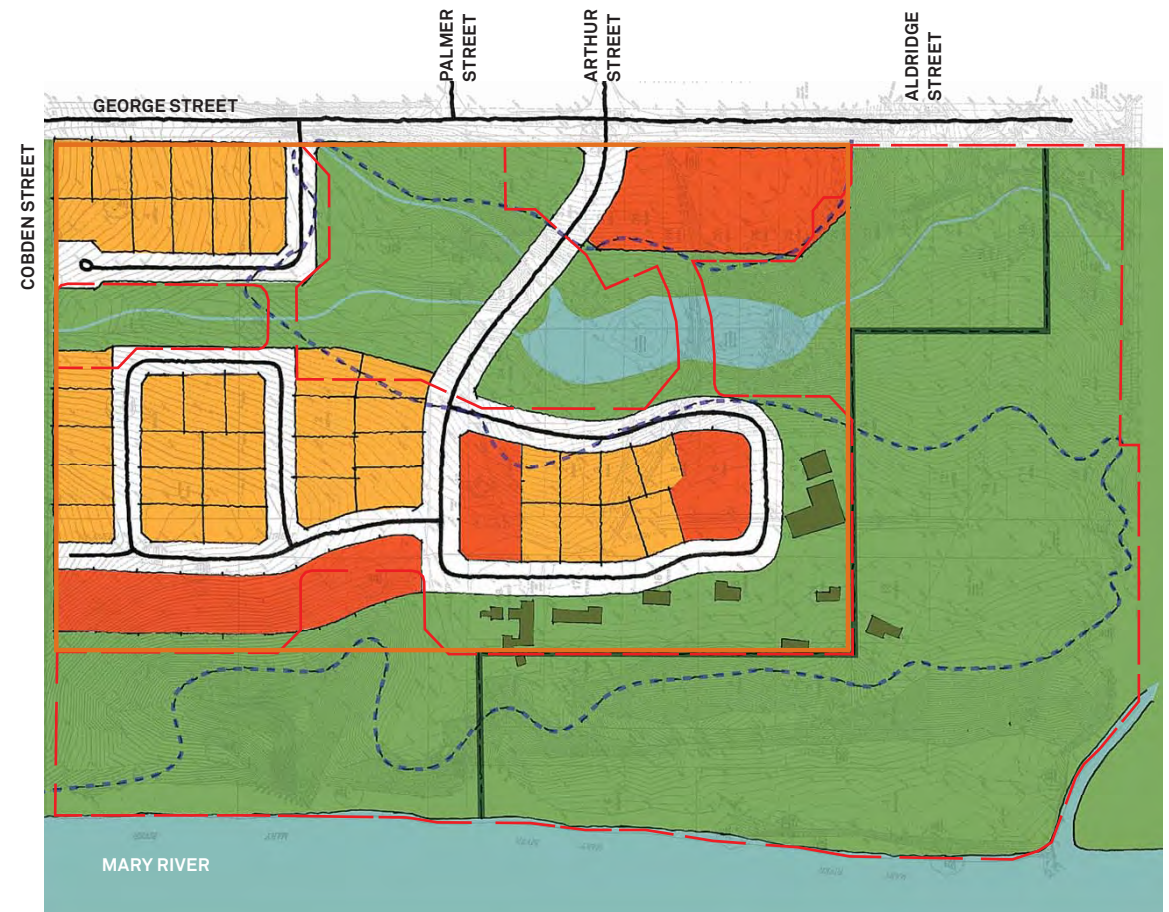 PALMER
STREET
ARTHUR
STREET
ALDRIDGE
STREET
GEORGE STREET
COBDEN STREET
MARY RIVER